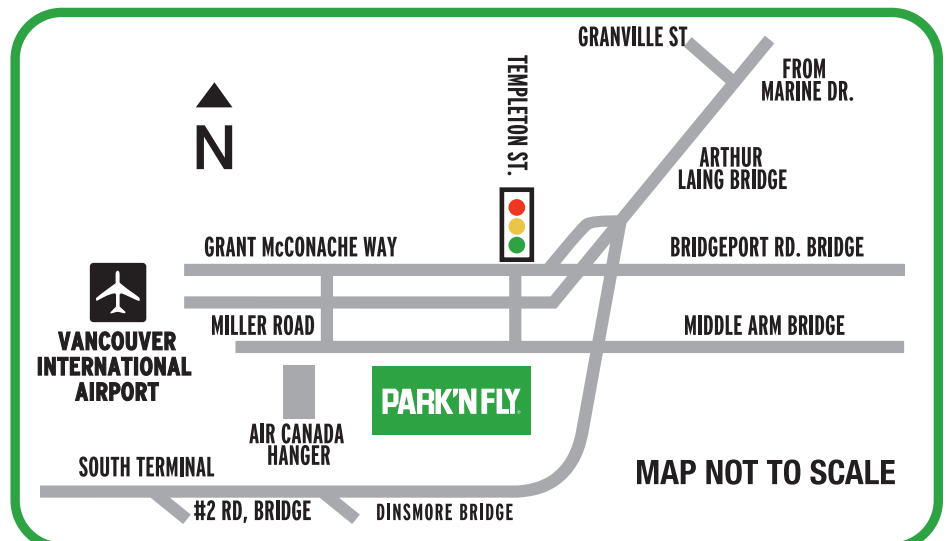 GRANVILLE ST
FROM
MARINE DR.
TEMPLETON ST.
N
ARTHUR
LAING BRIDGE
GRANT McCONACHE WAY
BRIDGEPORT RD. BRIDGE
MILLER ROAD
MIDDLE ARM BRIDGE
VANCOUVER
INTERNATIONAL
AIRPORT
PARK'N FLY
AIR CANADA
HANGER
SOUTH TERMINAL
MAP NOT TO SCALE
#2 RD, BRIDGE
DINSMORE BRIDGE